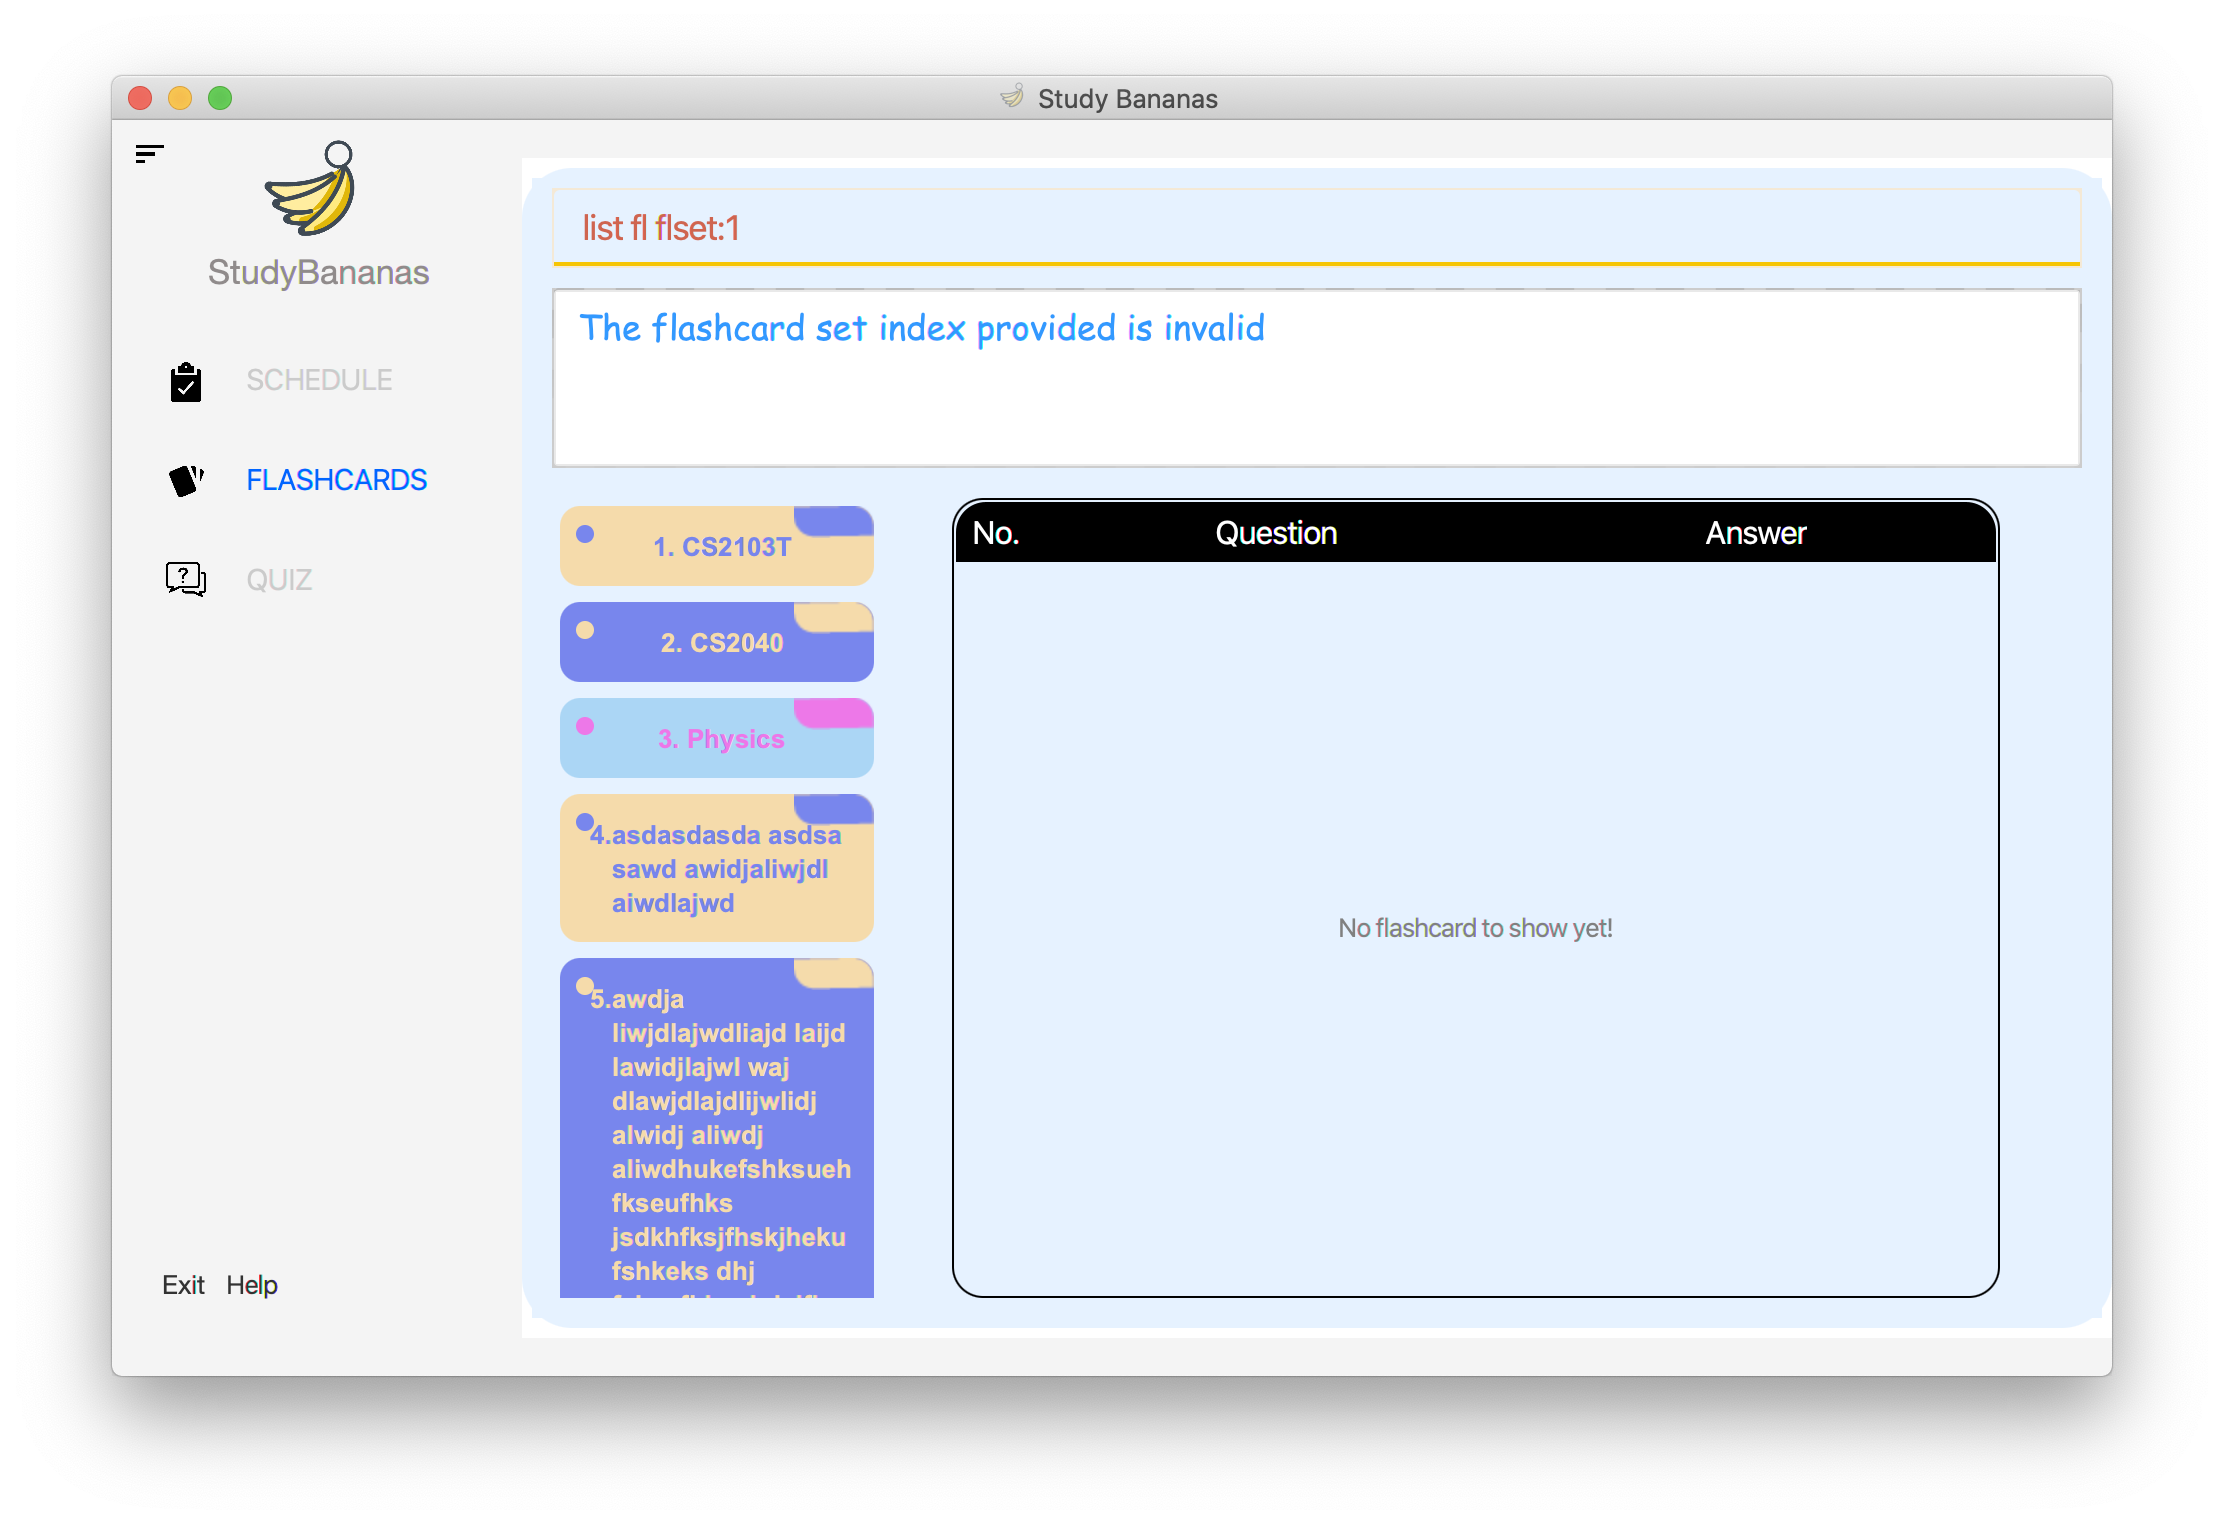 Study Bananas
StudyBananas
SCHEDULE
FLASHCARDS
QUIZ
Exit Help
list fl flset:1
The flashcard set index provided is invalid
1. CS2103T
2. CS2040
3. Physics
4.asdasdasda asdsa
sawd awidjaliwjdl
aiwdlajwd
5.awdja
liwjdlajwdliajd laijd
lawidjlajwl waj
dlawjdlajdlijwlidj
alwidj aliwdj
aliwdhukefshksueh
fkseufhks
jsdkhfksjfhskjheku
fshkeks dhj
No. Question Answer
No flashcard to show yet!